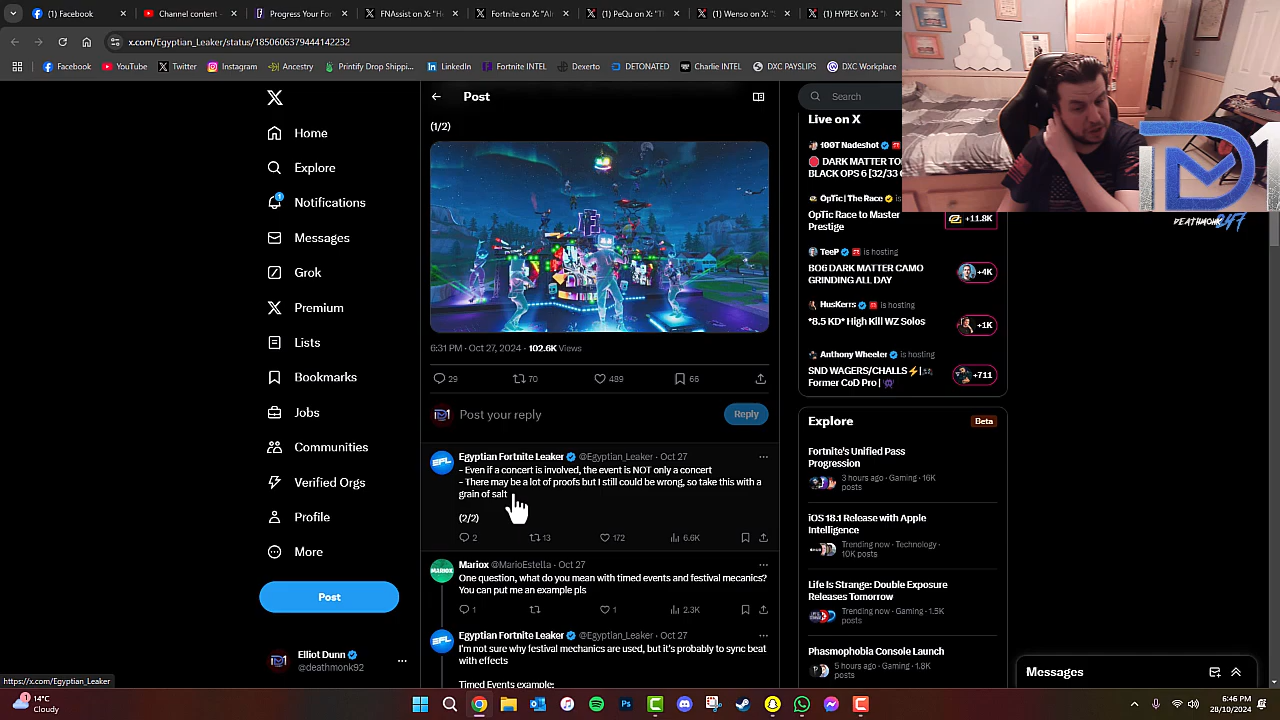 (1) Facebook
Channel content -
Progress Your For
FNAssist on X: "H
Fortnite on X: "Al
PeQu on X: "T
Wenso on X: "S
(1) HYPEX on X: "
x.com/Egyptian_Leaker/status/1850606379444142232
Facebook
YouTube
Twitter
Instagram
Ancestry
LinkedIn
Fortnite INTEL
Dexerto
DETONATED
Charlie INTEL
DXC PAYSLIPS
DXC Workplace
Home
Explore
Notifications
Messages
Grok
Premium
Lists
Bookmarks
Jobs
Communities
Verified Orgs
Profile
More
Post
Elliot Dunn
@deathmonk92
https://x.com/Egyptian_Leaker
Post
(1/2)
6:31 PM · Oct 27, 2024 · 102.6K Views
29 70 489 66
Post your reply
Reply
Egyptian Fortnite Leaker @Egyptian_Leaker · Oct 27
- Even if a concert is involved, the event is NOT only a concert
- There may be a lot of proofs but I still could be wrong, so take this with a
grain of salt
(2/2)
2 13 172 6.6K
Mariox @MarioEstella · Oct 27
One question, what do you mean with timed events and festival mecanics?
You can put me an example pls
1 1 2.3K
Egyptian Fortnite Leaker @Egyptian_Leaker · Oct 27
I'm not sure why festival mechanics are used, but it's probably to sync beat
with effects
Timed Events example:
Search
Live on X
100T Nadeshot
DARK MATTER TO
BLACK OPS 6 [32/33
OpTic | The Race
OpTic Race to Master
Prestige
+11.8K
TeeP is hosting
BO6 DARK MATTER CAMO
GRINDING ALL DAY
+4K
HusKerrs is hosting
*8.5 KD* High Kill WZ Solos
+1K
Anthony Wheeler is hosting
SND WAGERS/CHALLS
Former CoD Pro |
+711
Explore
Beta
Fortnite's Unified Pass
Progression
3 hours ago · Gaming · 16K
posts
iOS 18.1 Release with Apple
Intelligence
Trending now · Technology ·
10K posts
Life Is Strange: Double Exposure
Releases Tomorrow
Trending now · Gaming · 1.5K
posts
Phasmophobia Console Launch
5 hours ago · Gaming · 1.8K
posts
Messages
14°C
Cloudy
6:46 PM
28/10/2024